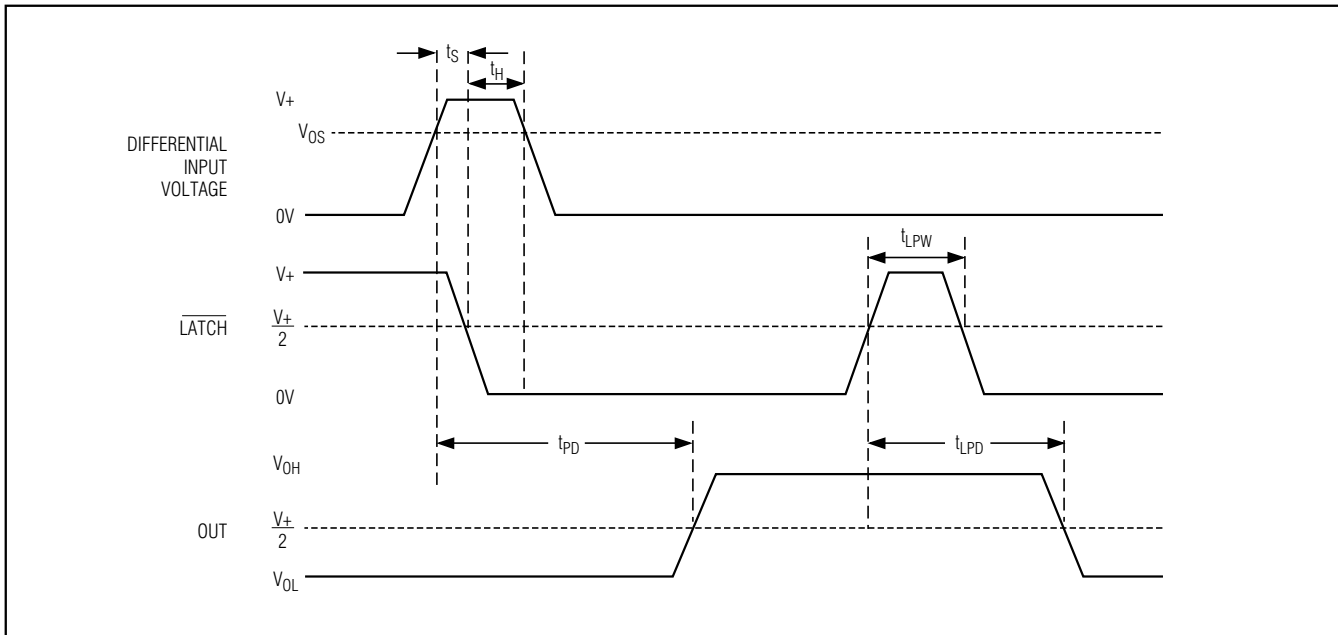 tS
tH
V+
VOS
DIFFERENTIAL
INPUT
VOLTAGE
0V
tLPW
V+
LATCH
V+
2
0V
tPD
tLPD
VOH
OUT
V+
2
VOL